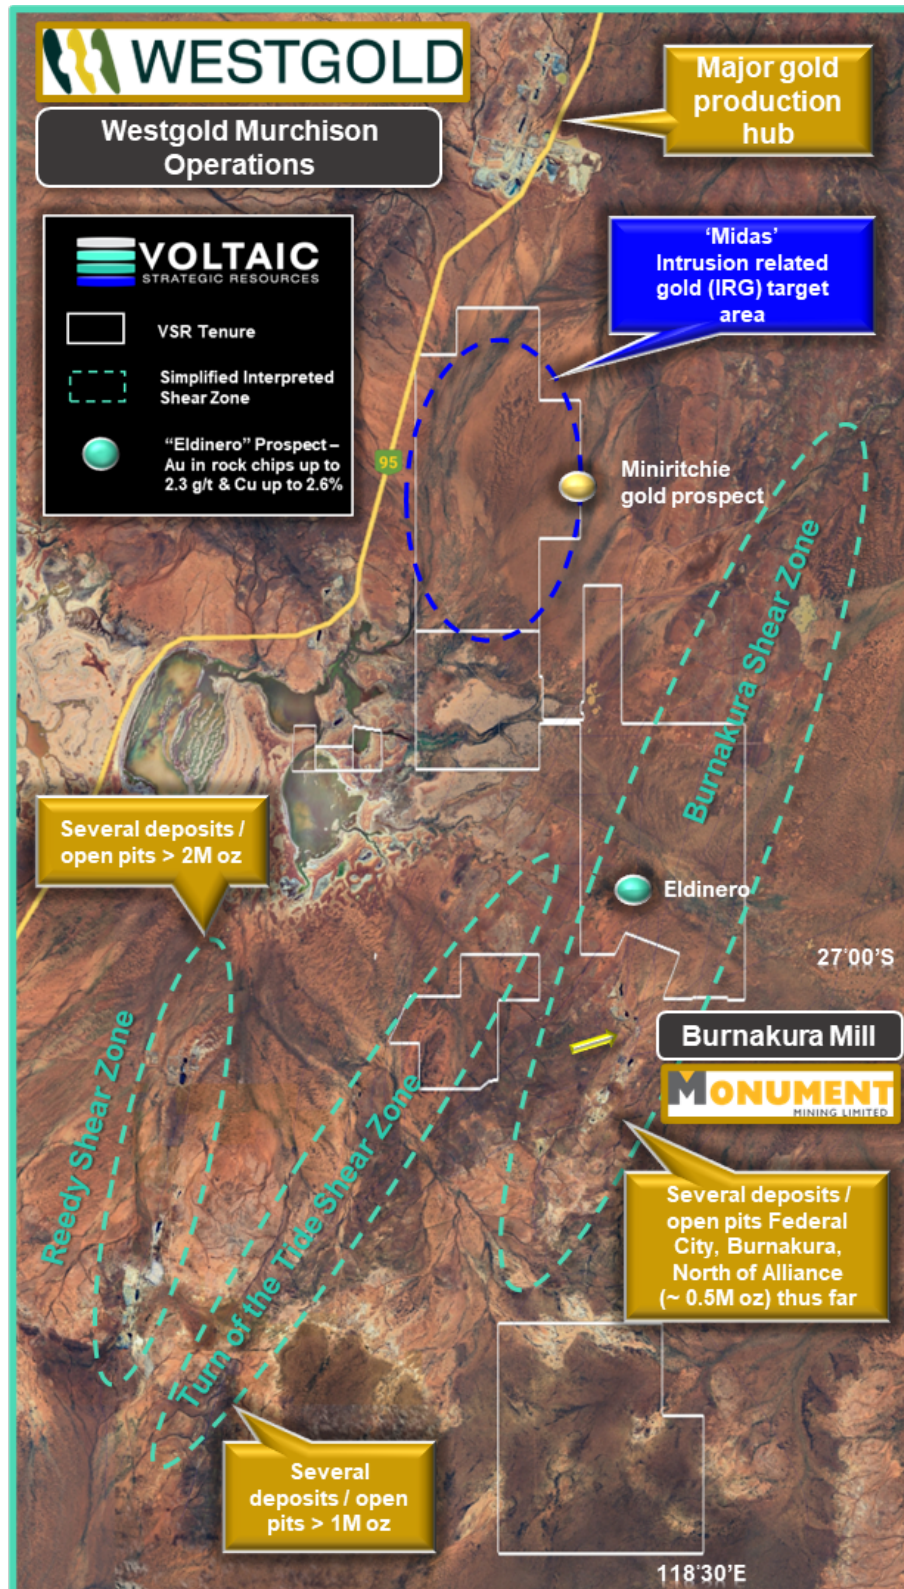 WESTGOLD
Westgold Murchison
Operations
Major gold
production
hub
VOLTAIC
STRATEGIC RESOURCES
VSR Tenure
Simplified Interpreted
Shear Zone
“Eldinero” Prospect –
Au in rock chips up to
2.3 g/t & Cu up to 2.6%
‘Midas’
Intrusion related
gold (IRG) target
area
95
Miniritchie
gold prospect
Burnakura Shear Zone
Several deposits /
open pits > 2M oz
Eldinero
27°00’S
Reedy Shear Zone
Turn of the Tide Shear Zone
Burnakura Mill
MONUMENT
MINING LIMITED
Several deposits /
open pits Federal
City, Burnakura,
North of Alliance
(~ 0.5M oz) thus far
Several
deposits / open
pits > 1M oz
118°30’E